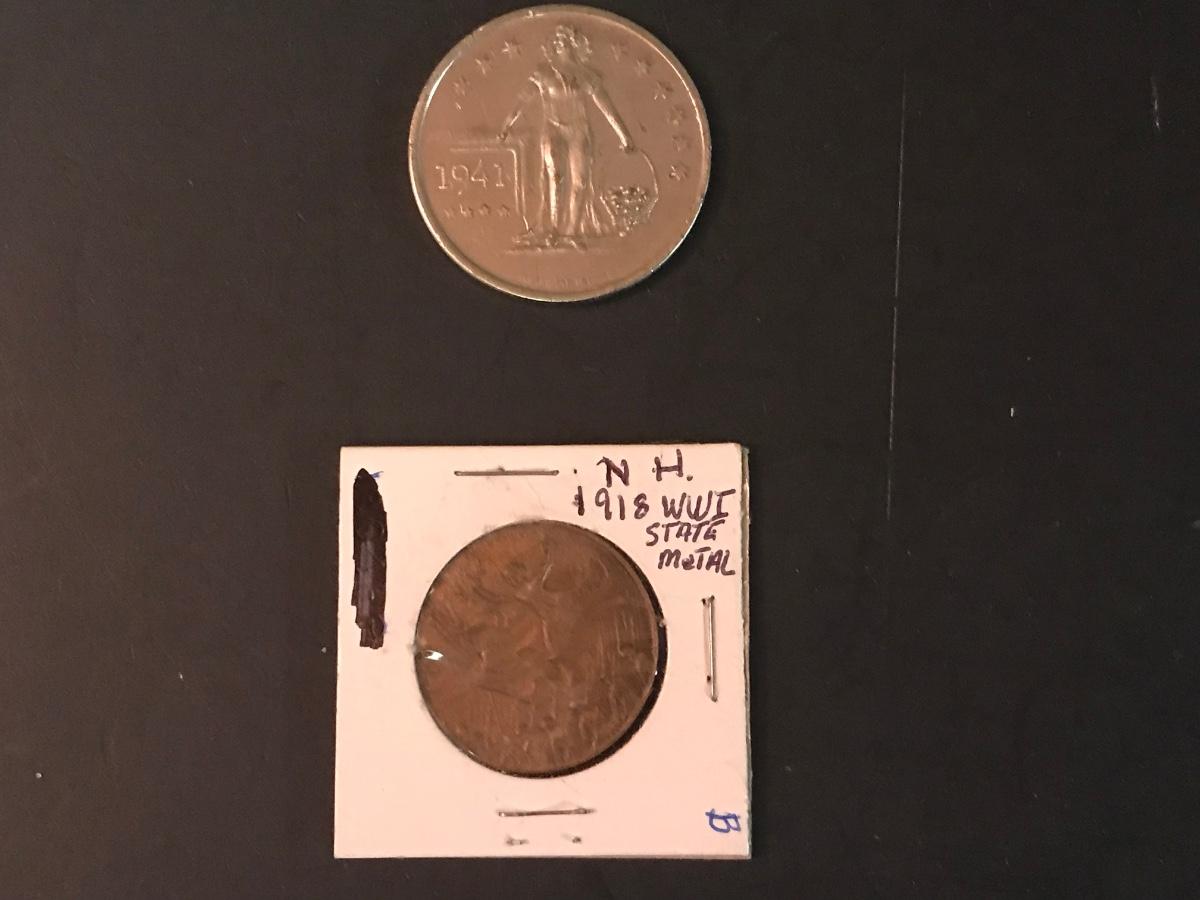 1941
N H.
1918 WWI
STATE
MeTAL
B